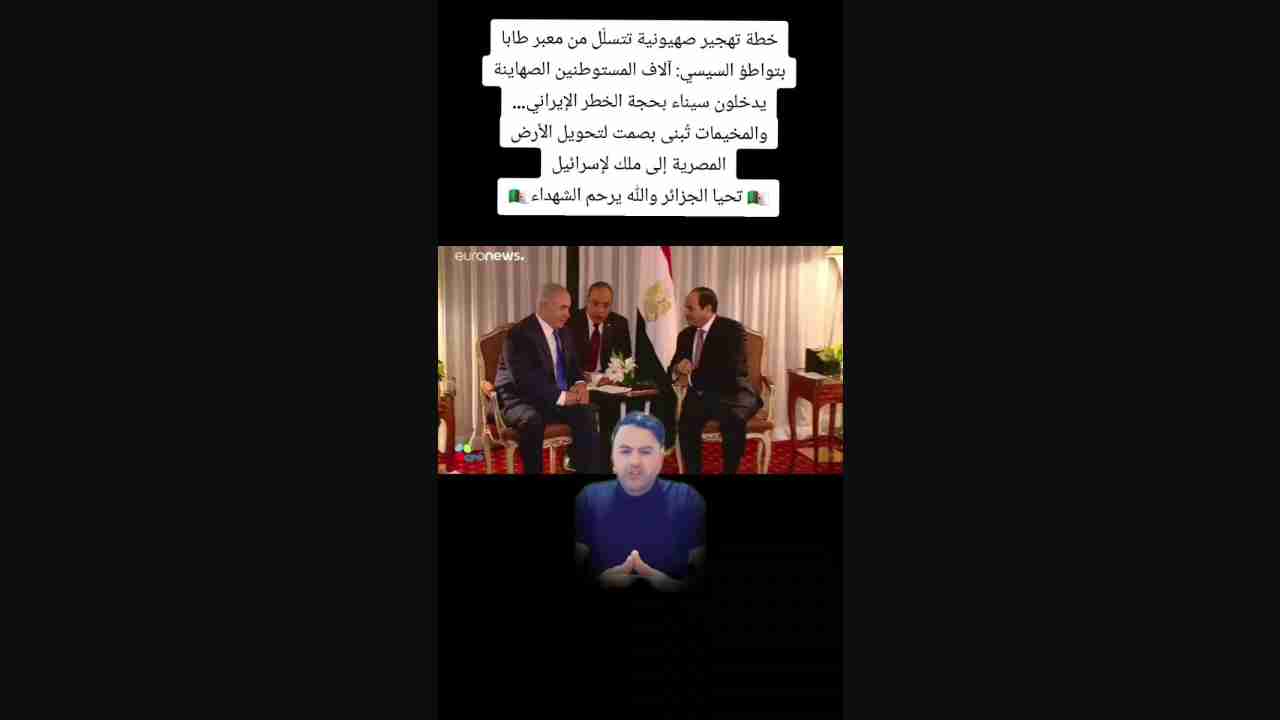 خطة تهجير صهيونية تتسلّل من معبر طابا
بتواطؤ السيسي: آلاف المستوطنين الصهاينة
يدخلون سيناء بحجة الخطر الإيراني...
والمخيمات تُبنى بصمت لتحويل الأرض
المصرية إلى ملك لإسرائيل
🇩🇿 تحيا الجزائر والله يرحم الشهداء 🇩🇿
euronews.